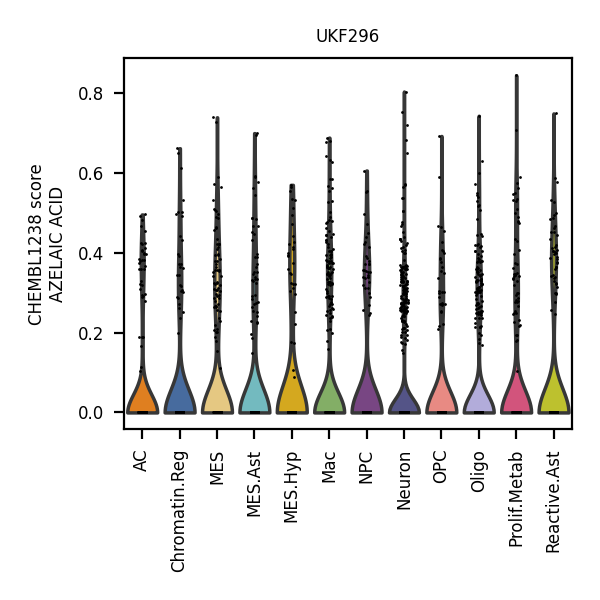 UKF296
CHEMBL1238 score
AZELAIC ACID
0.8
0.6
0.4
0.2
0.0
AC
Chromatin.Reg
MES
MES.Ast
MES.Hyp
Mac
NPC
Neuron
OPC
Oligo
Prolif.Metab
Reactive.Ast